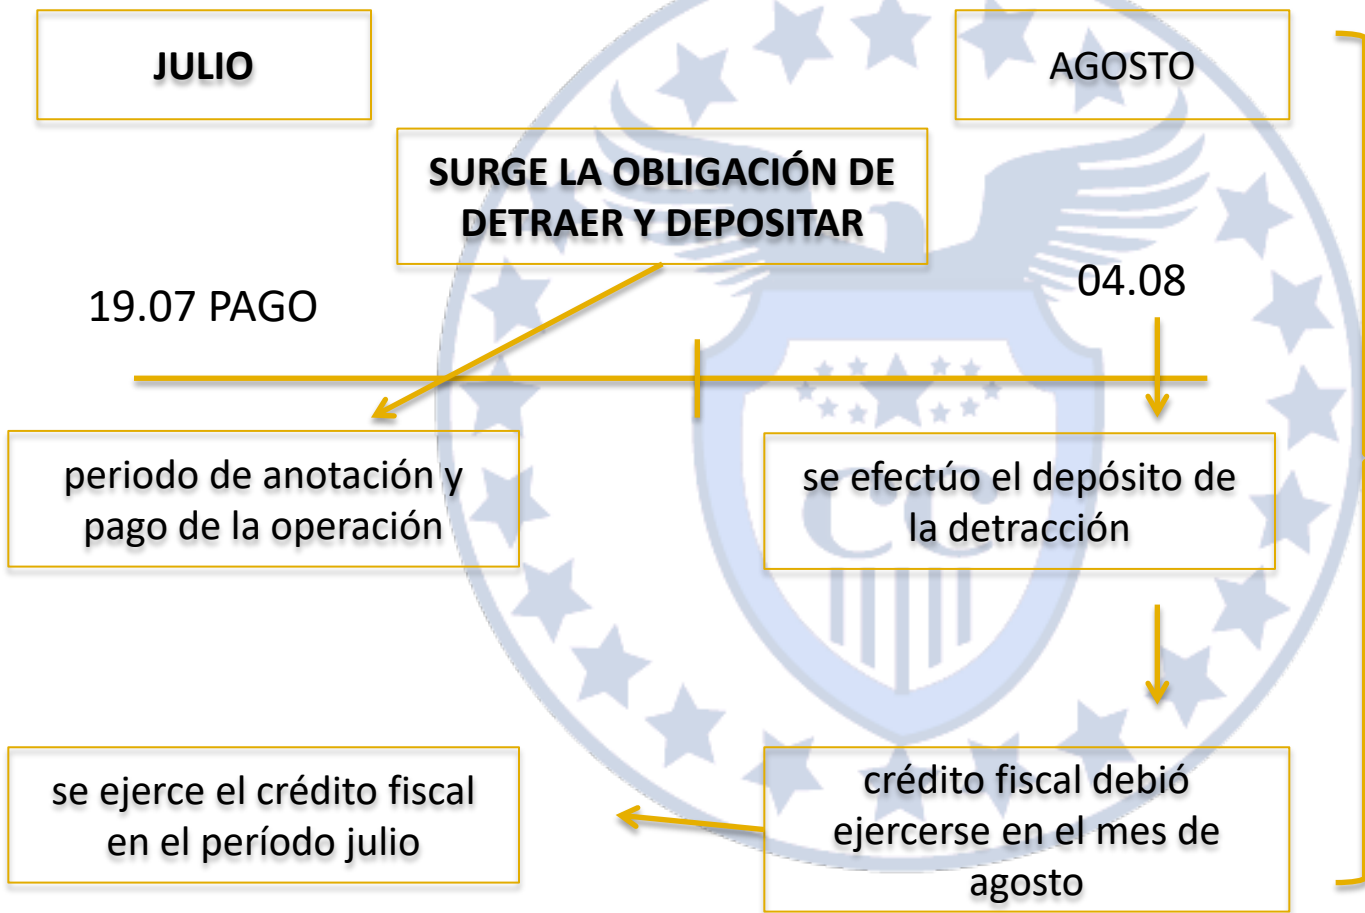 JULIO
AGOSTO
SURGE LA OBLIGACIÓN DE
DETRAER Y DEPOSITAR
19.07 PAGO
04.08
periodo de anotación y
pago de la operación
se efectúo el depósito de
la detracción
CC
se ejerce el crédito fiscal
en el período julio
crédito fiscal debió
ejercerse en el mes de
agosto